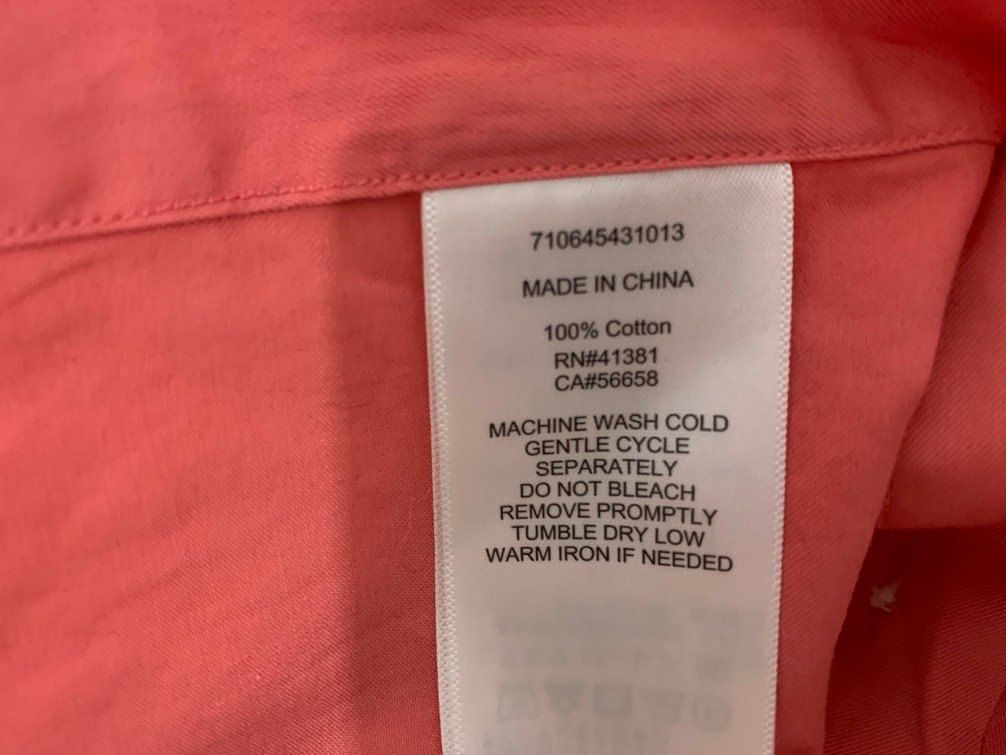 710645431013
MADE IN CHINA
100% Cotton
RN#41381
CA#56658
MACHINE WASH COLD
GENTLE CYCLE
SEPARATELY
DO NOT BLEACH
REMOVE PROMPTLY
TUMBLE DRY LOW
WARM IRON IF NEEDED